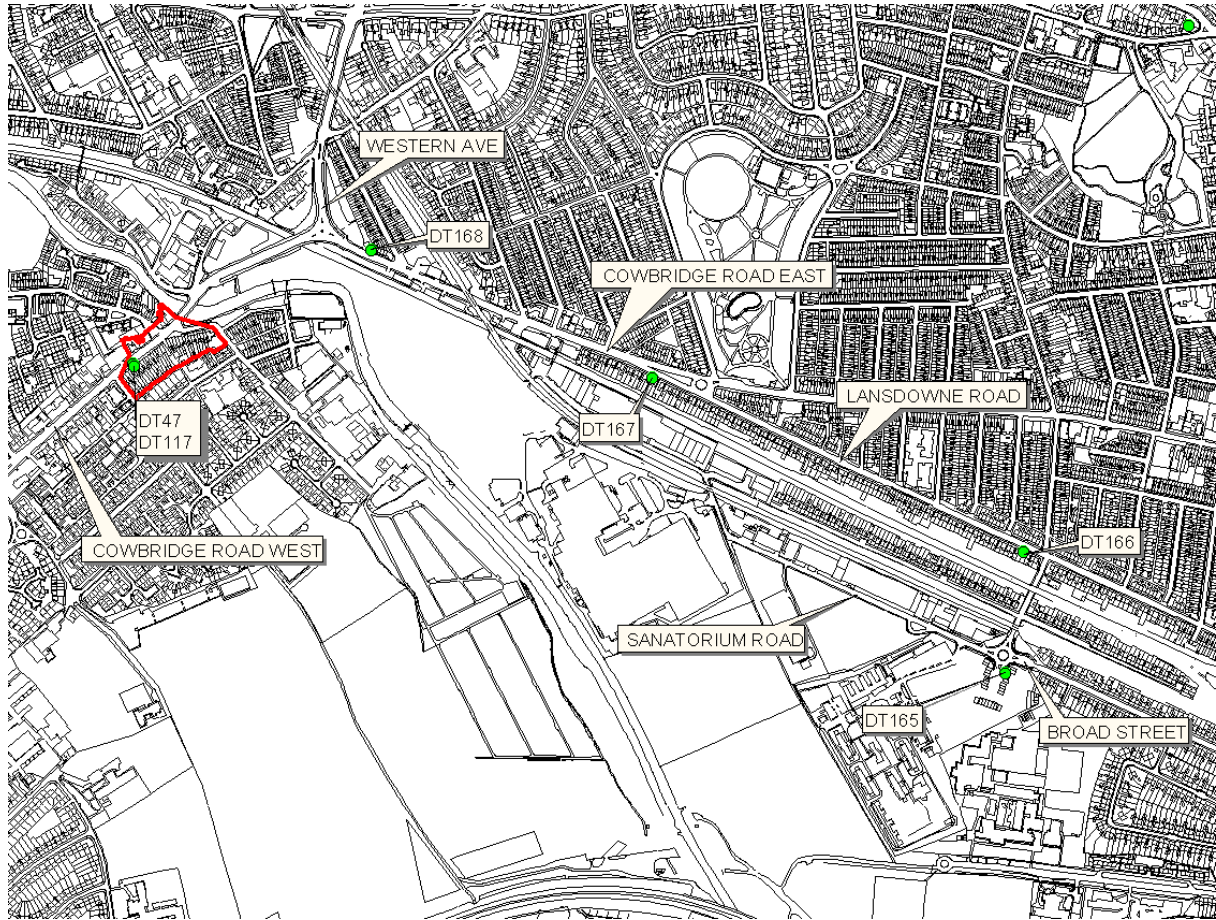 WESTERN AVE
DT168
COWBRIDGE ROAD EAST
DT47
DT117
DT167
LANSDOWNE ROAD
COWBRIDGE ROAD WEST
DT166
SANATORIUM ROAD
DT165
BROAD STREET